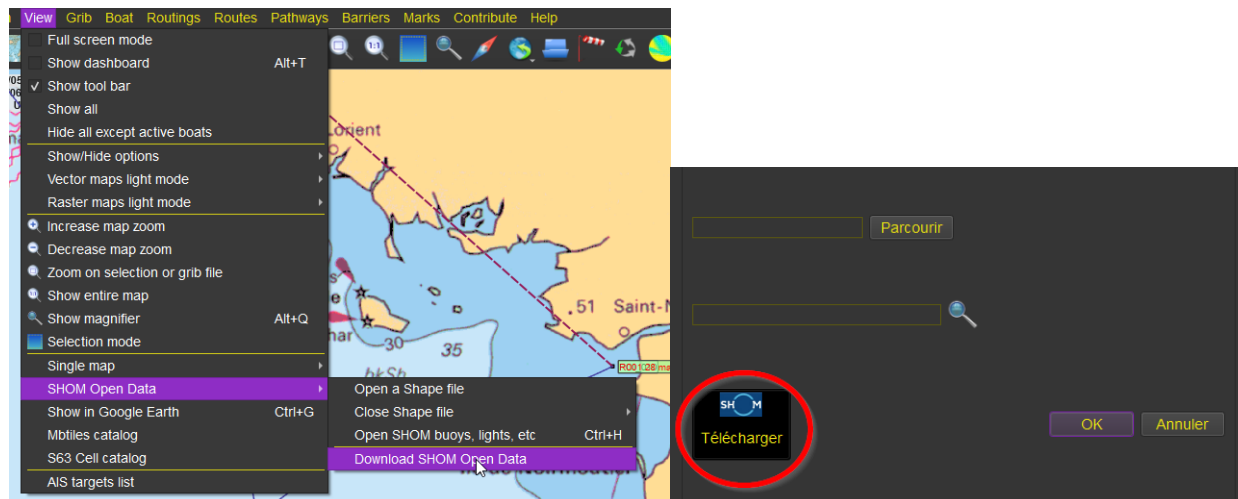 View Grib Boat Routings Routes Pathways Barriers Marks Contribute Help
Full screen mode
Show dashboard Alt+T
Show tool bar
Show all
Hide all except active boats
Show/Hide options
Vector maps light mode
Raster maps light mode
Increase map zoom
Decrease map zoom
Zoom on selection or grib file
Show entire map
Show magnifier Alt+Q
Selection mode
Single map
SHOM Open Data
Show in Google Earth Ctrl+G
Mbtiles catalog
S63 Cell catalog
AIS targets list
Open a Shape file
Close Shape file
Open SHOM buoys, lights, etc Ctrl+H
Download SHOM Open Data
1:1
Lorient
51 Saint-
30
35
Parcourir
SHOM
Télécharger
OK Annuler